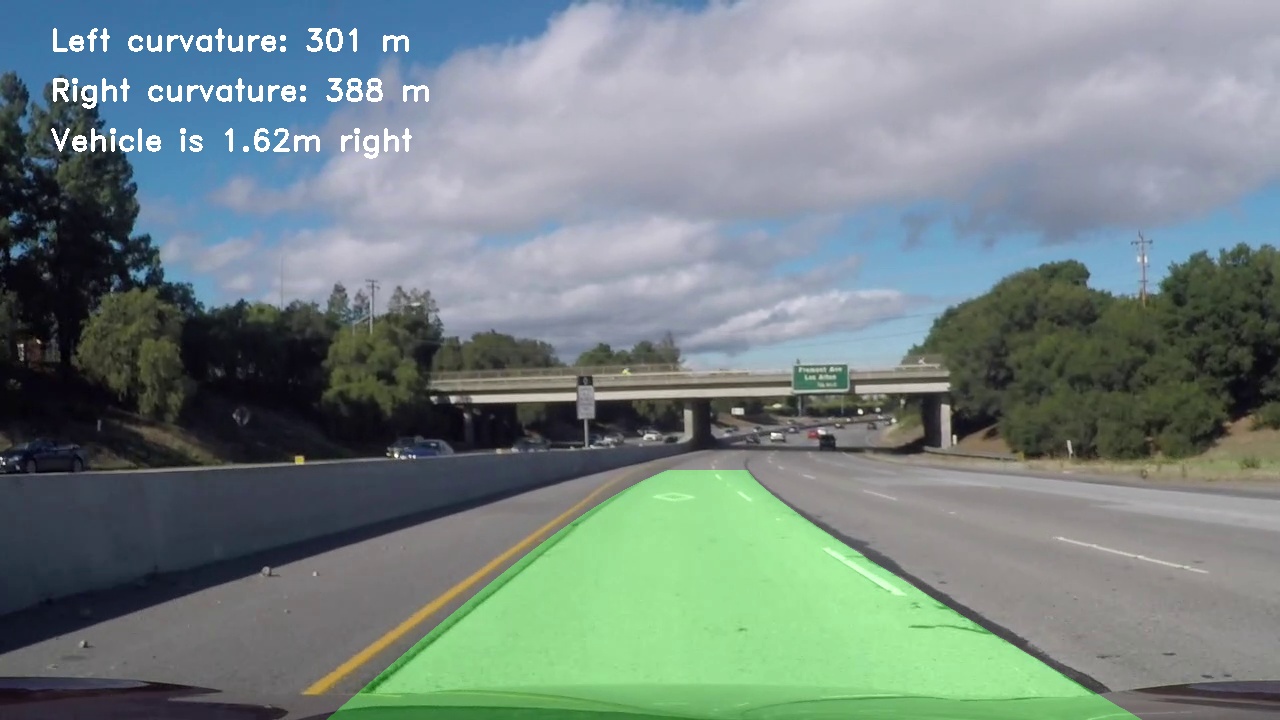 Left curvature: 301 m
Right curvature: 388 m
Vehicle is 1.62m right
Fremont Ave
Los Altos